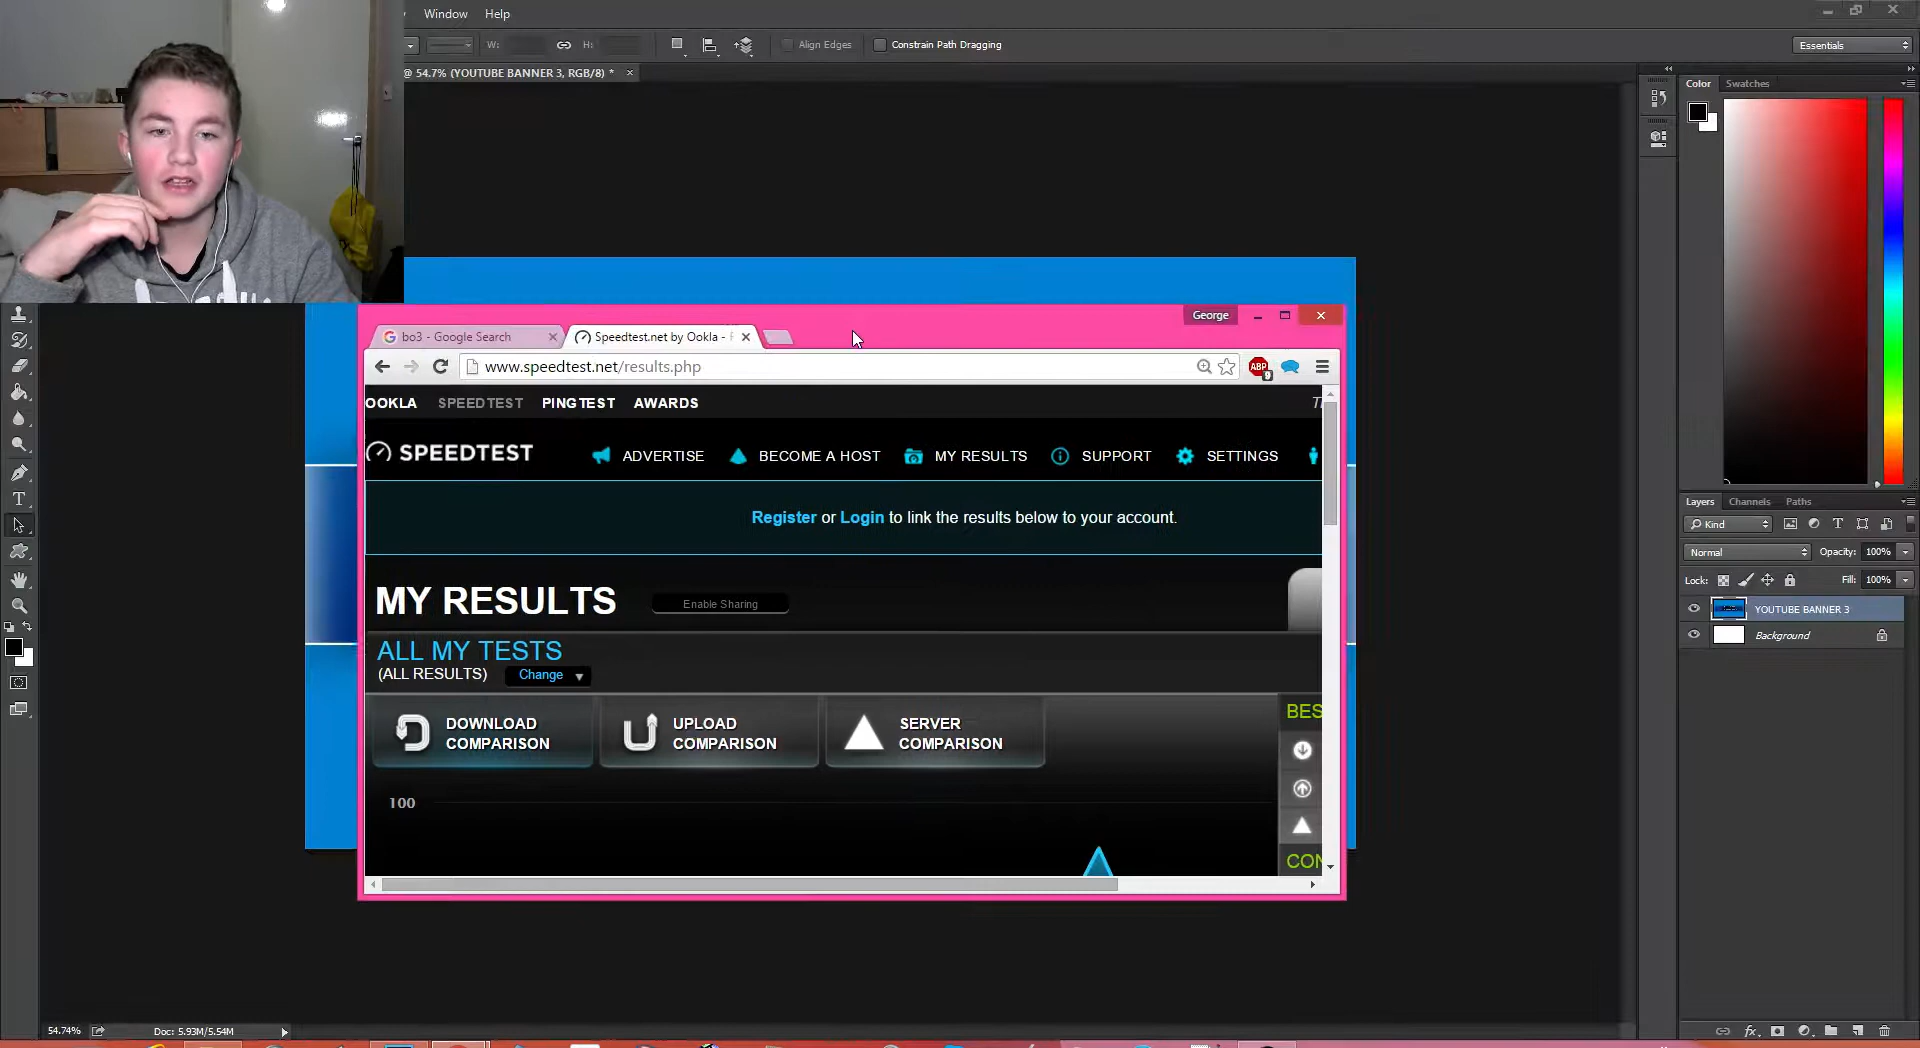 Window Help
W: H: Align Edges Constrain Path Dragging Essentials
@ 54.7% (YOUTUBE BANNER 3, RGB/8) * ×
Color Swatches
George
bo3 - Google Search
Speedtest.net by Ookla -
www.speedtest.net/results.php
ABP
OOKLA SPEEDTEST PINGTEST AWARDS
SPEEDTEST ADVERTISE BECOME A HOST MY RESULTS SUPPORT SETTINGS
Register or Login to link the results below to your account.
MY RESULTS Enable Sharing
ALL MY TESTS
(ALL RESULTS) Change
DOWNLOAD COMPARISON
UPLOAD COMPARISON
SERVER COMPARISON
BES
100
CON
Layers Channels Paths
Kind
Normal Opacity: 100%
Lock: Fill: 100%
YOUTUBE BANNER 3
Background
54.74% Doc: 5.93M/5.54M